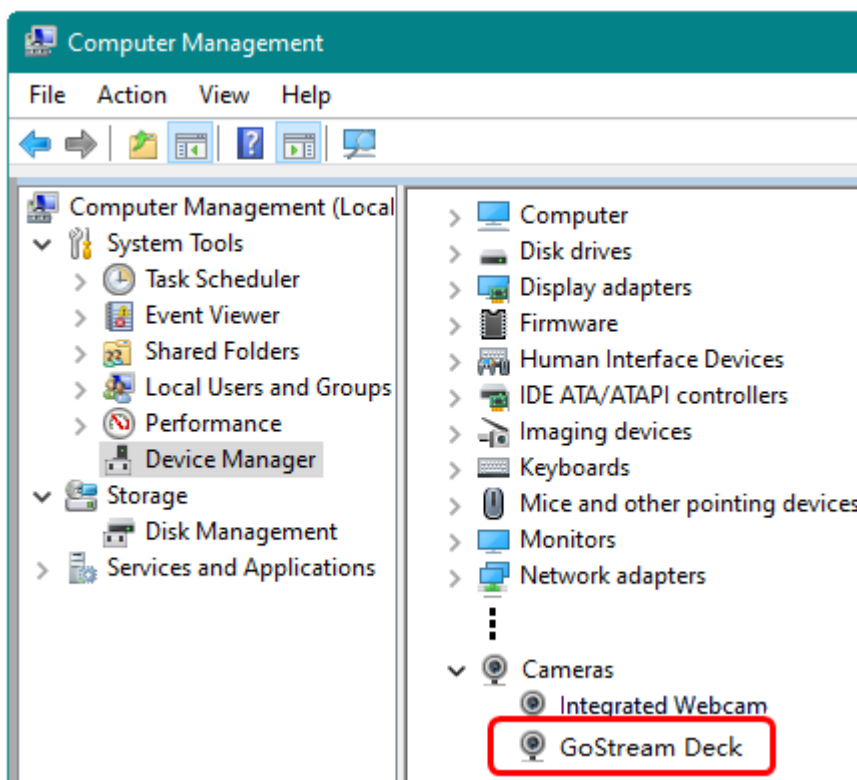 Computer Management
File Action View Help
Computer Management (Local
System Tools
Task Scheduler
Event Viewer
Shared Folders
Local Users and Groups
Performance
Device Manager
Storage
Disk Management
Services and Applications
Computer
Disk drives
Display adapters
Firmware
Human Interface Devices
IDE ATA/ATAPI controllers
Imaging devices
Keyboards
Mice and other pointing devices
Monitors
Network adapters
Cameras
Integrated Webcam
GoStream Deck